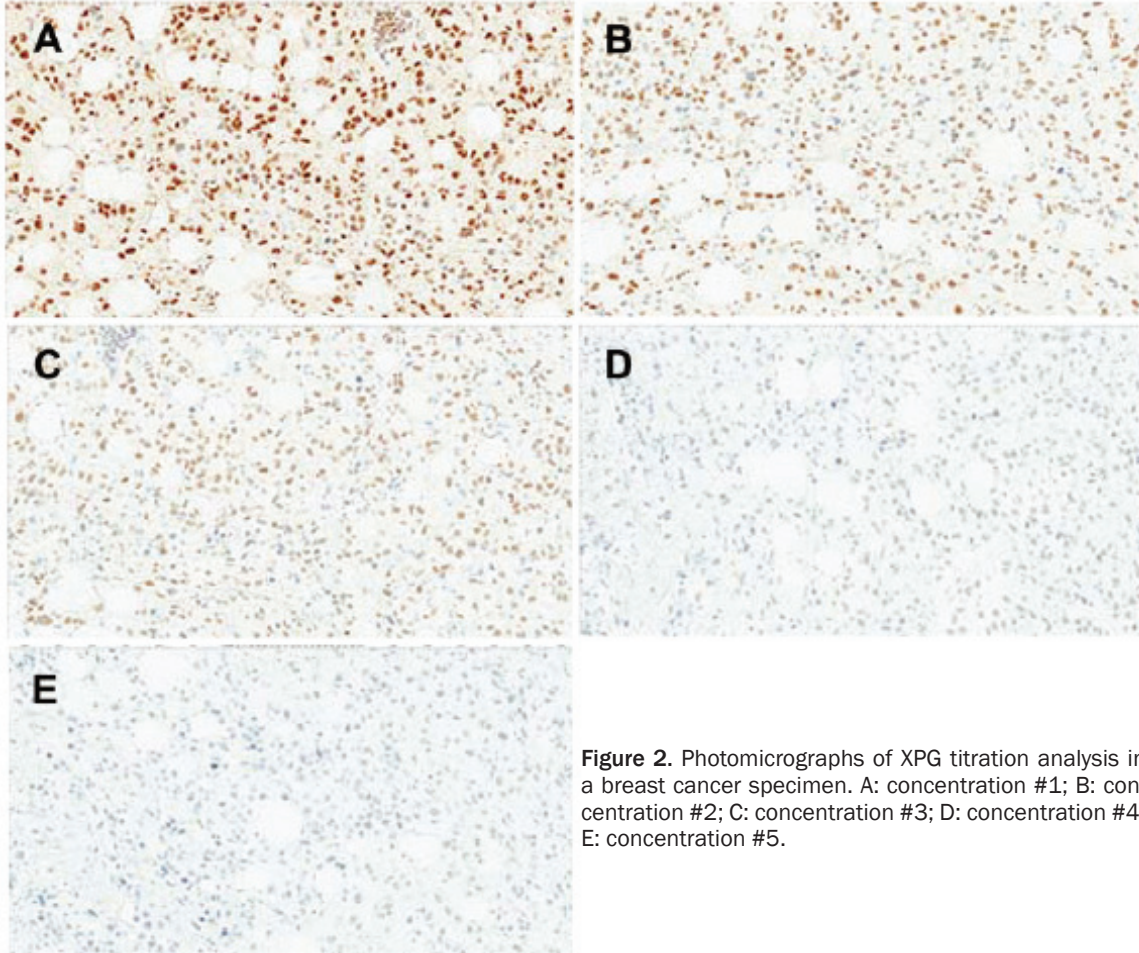 A
B
C
D
E
Figure 2. Photomicrographs of XPG titration analysis in
a breast cancer specimen. A: concentration #1; B: con
centration #2; C: concentration #3; D: concentration #4
E: concentration #5.